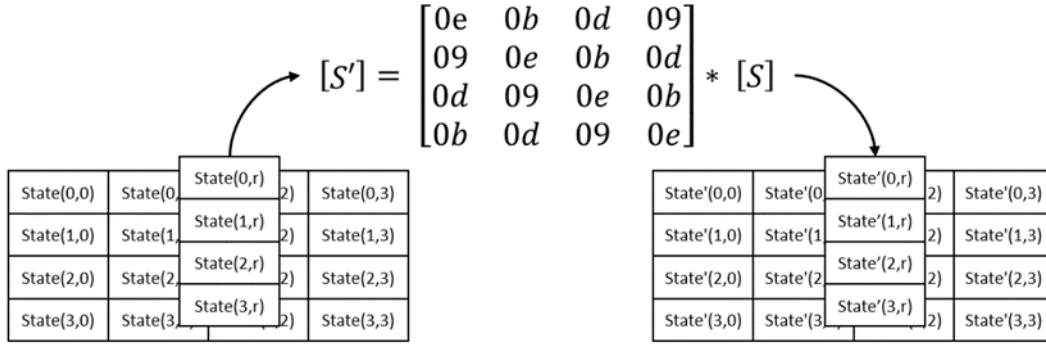 [S′] = [0e 0b 0d 09
09 0e 0b 0d
0d 09 0e 0b
0b 0d 09 0e] ∗ [S]
State(0,0) State(0, State(0,r) 2) State(0,3)
State(1,0) State(1, State(1,r) 2) State(1,3)
State(2,0) State(2, State(2,r) 2) State(2,3)
State(3,0) State(3, State(3,r) 2) State(3,3)
State'(0,0) State'(0 State′(0,r) 2) State'(0,3)
State'(1,0) State'(1 State′(1,r) 2) State'(1,3)
State'(2,0) State'(2 State′(2,r) 2) State'(2,3)
State'(3,0) State'(3 State′(3,r) 2) State'(3,3)